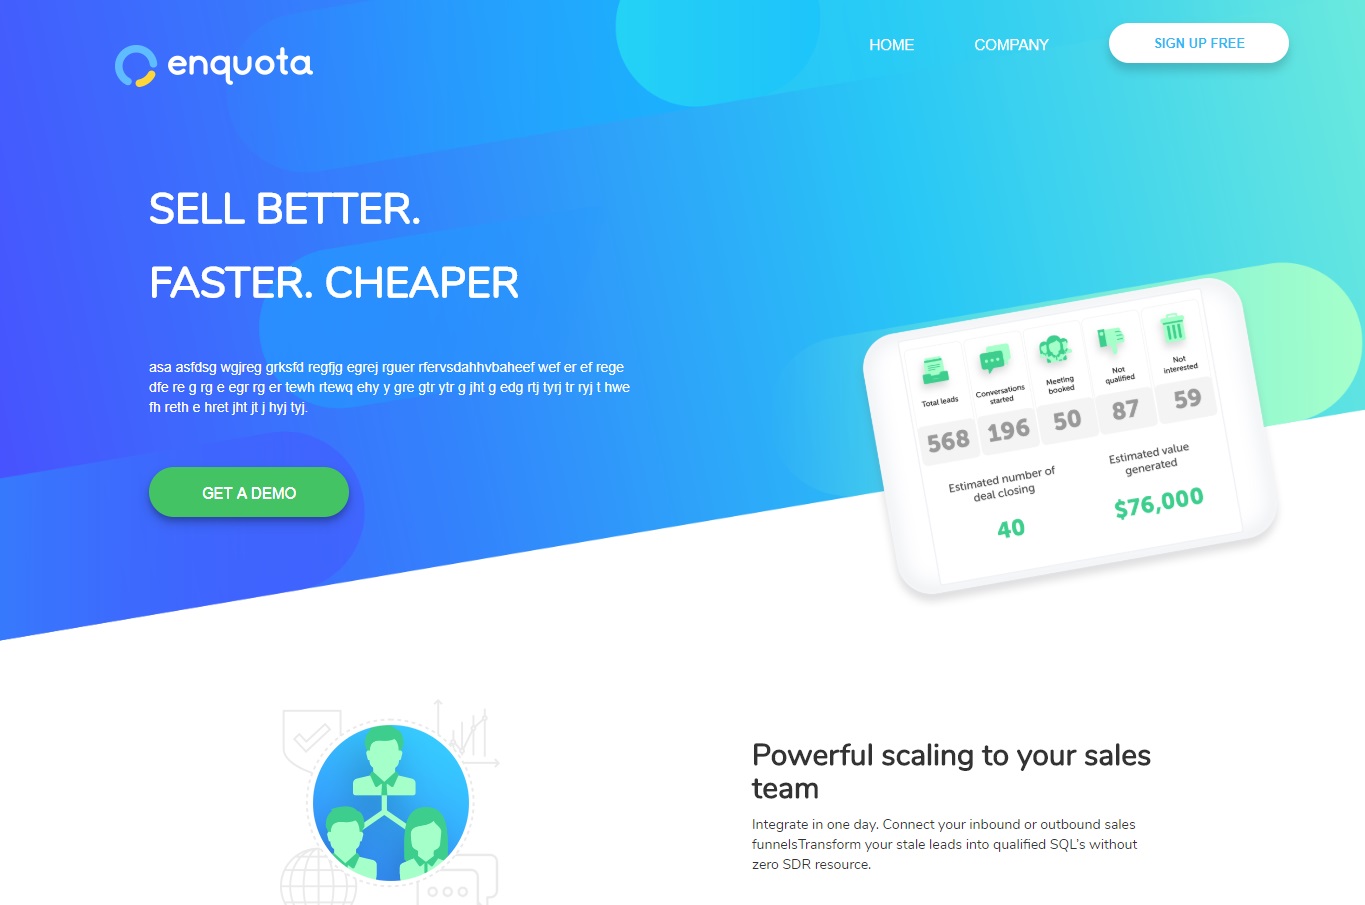 enquota
HOME
COMPANY
SIGN UP FREE
SELL BETTER.
FASTER. CHEAPER
asa asfdsg wgjreg grksfd regfjg egrej rguer rfervsdahhvbaheef wef er ef rege
dfe re g rg e egr rg er tewh rtewq ehy y gre gtr ytr g jht g edg rtj tyrj tr ryj t hwe
fh reth e hret jht jt j hyj tyj.
GET A DEMO
Total leads
Conversations
started
Meeting
booked
Not
qualified
Not
interested
568
196
50
87
59
Estimated number of
deal closing
40
Estimated value
generated
$76,000
Powerful scaling to your sales
team
Integrate in one day. Connect your inbound or outbound sales
funnelsTransform your stale leads into qualified SQL's without
zero SDR resource.